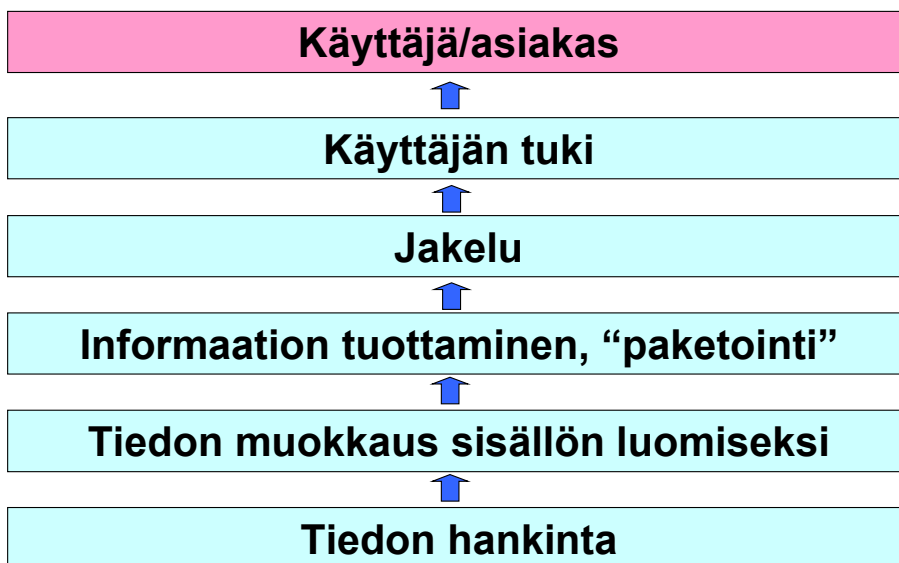 Käyttäjä/asiakas
Käyttäjän tuki
Jakelu
Informaation tuottaminen, “paketointi”
Tiedon muokkaus sisällön luomiseksi
Tiedon hankinta